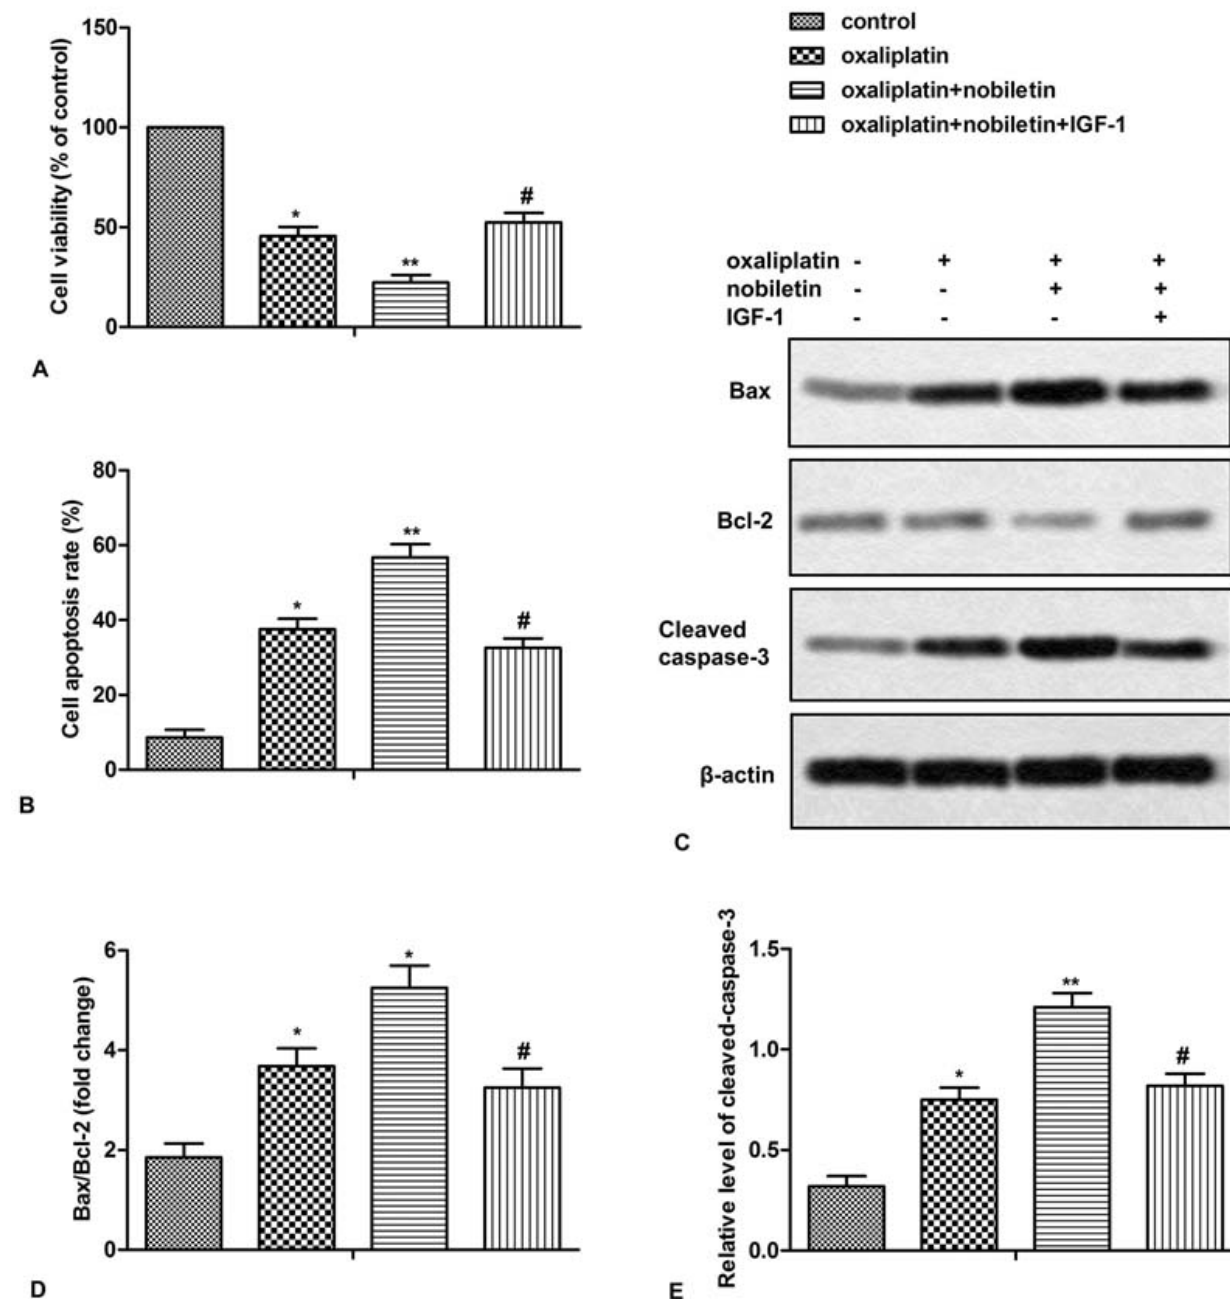 control
oxaliplatin
oxaliplatin+nobiletin
oxaliplatin+nobiletin+IGF-1
Cell viability (% of control)
150
100
50
0
*
**
#
A
Cell apoptosis rate (%)
80
60
40
20
0
*
**
#
B
oxaliplatin - + + +
nobiletin - - + +
IGF-1 - - - +
Bax
Bcl-2
Cleaved
caspase-3
β-actin
C
Bax/Bcl-2 (fold change)
6
4
2
0
*
*
#
D
Relative level of cleaved-caspase-3
1.5
1.0
0.5
0.0
*
**
#
E